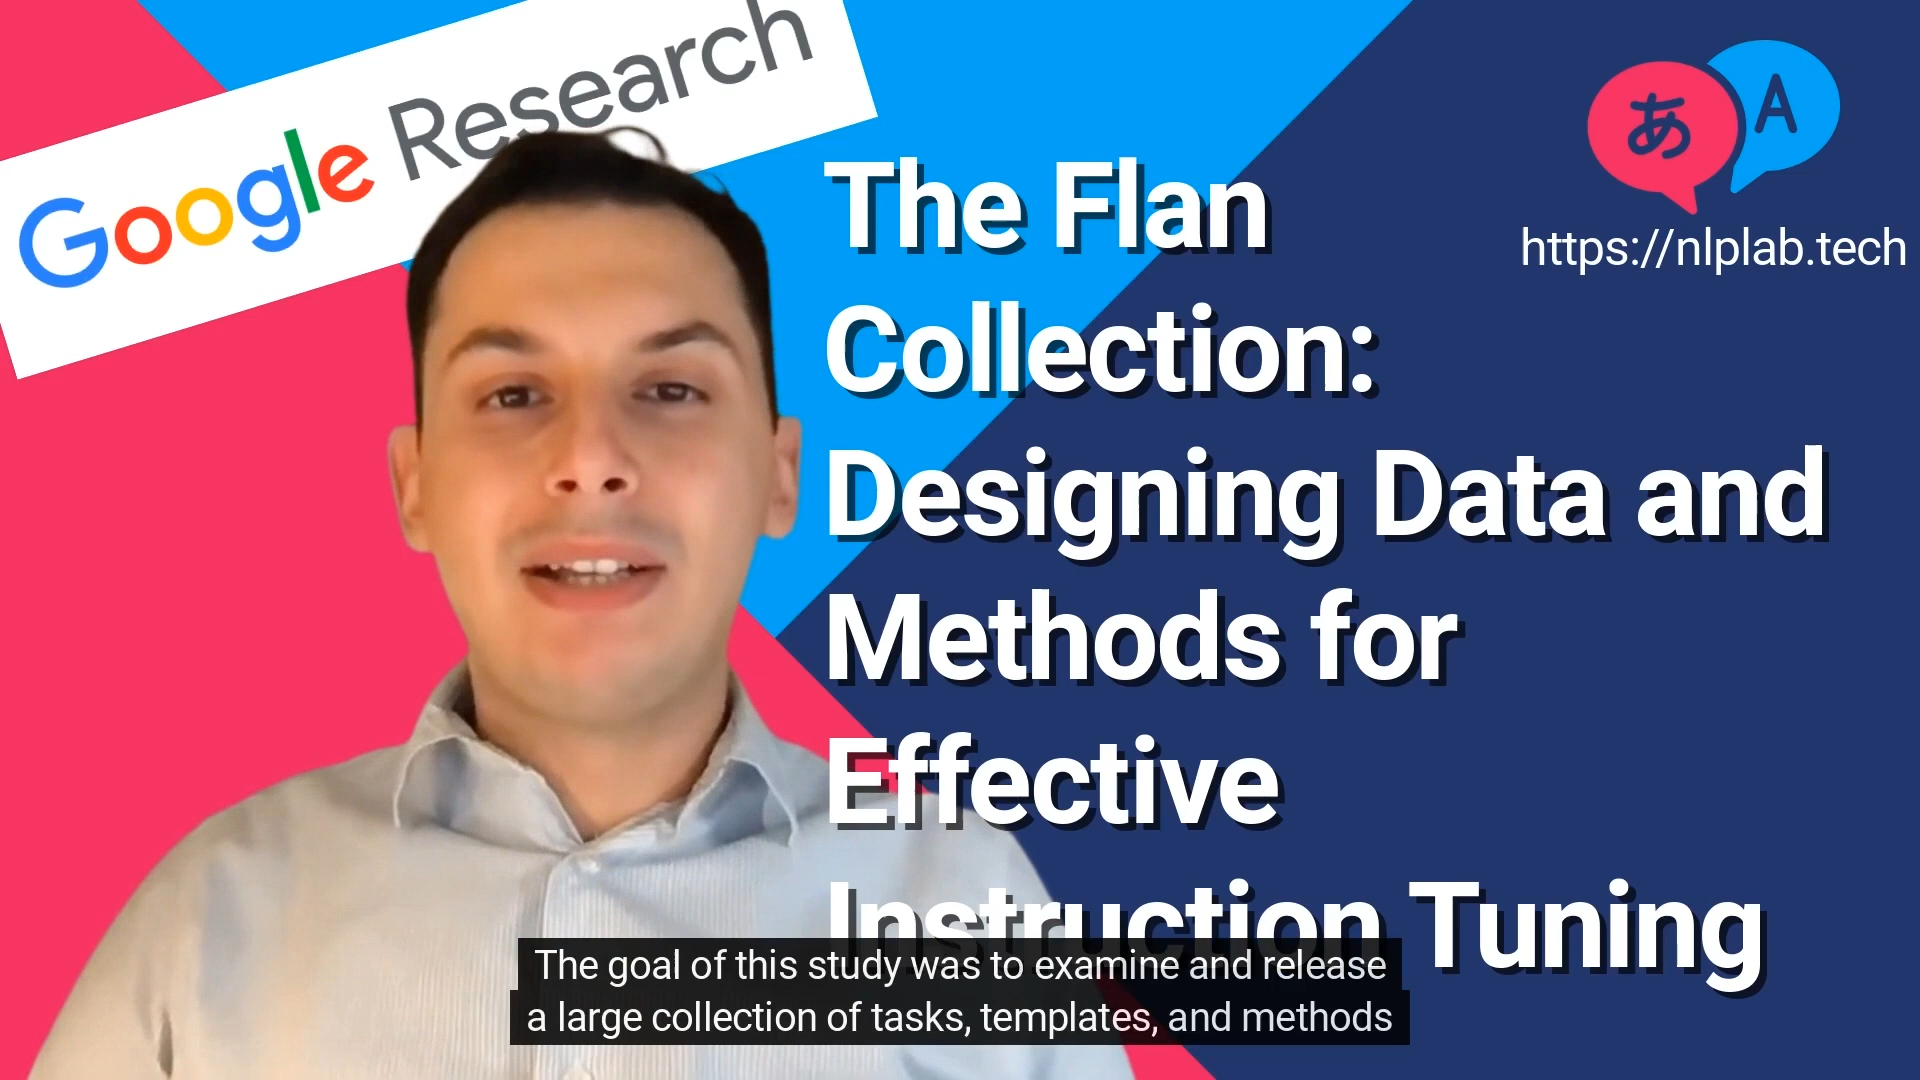 Google Research
あ A
https://nlplab.tech
The Flan
Collection:
Designing Data and
Methods for
Effective
Instruction Tuning
The goal of this study was to examine and release
a large collection of tasks, templates, and methods